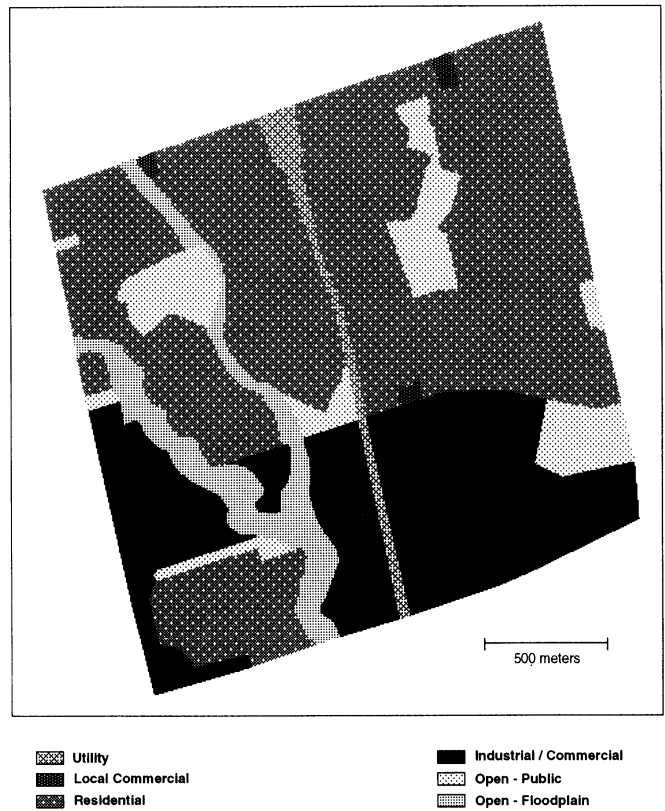 500 meters
Utility
Local Commercial
Residential
Industrial / Commercial
Open - Public
Open - Floodplain